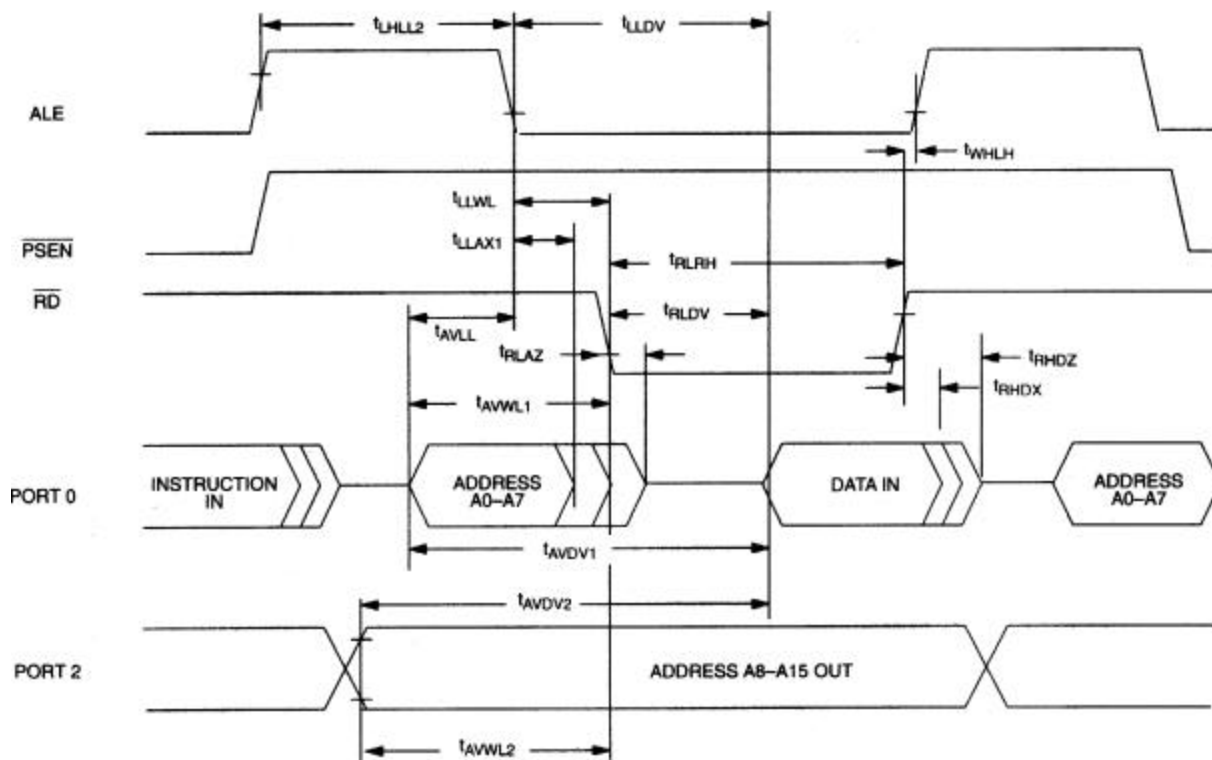 tLHLL2
tLLDV
ALE
tWHLH
tLLWL
PSEN
tLLAX1
tRLRH
RD
tAVLL
tRLDV
tRLAZ
tRHDZ
tRHDX
tAVWL1
PORT 0
INSTRUCTION
IN
ADDRESS
A0–A7
DATA IN
ADDRESS
A0–A7
tAVDV1
tAVDV2
PORT 2
ADDRESS A8–A15 OUT
tAVWL2